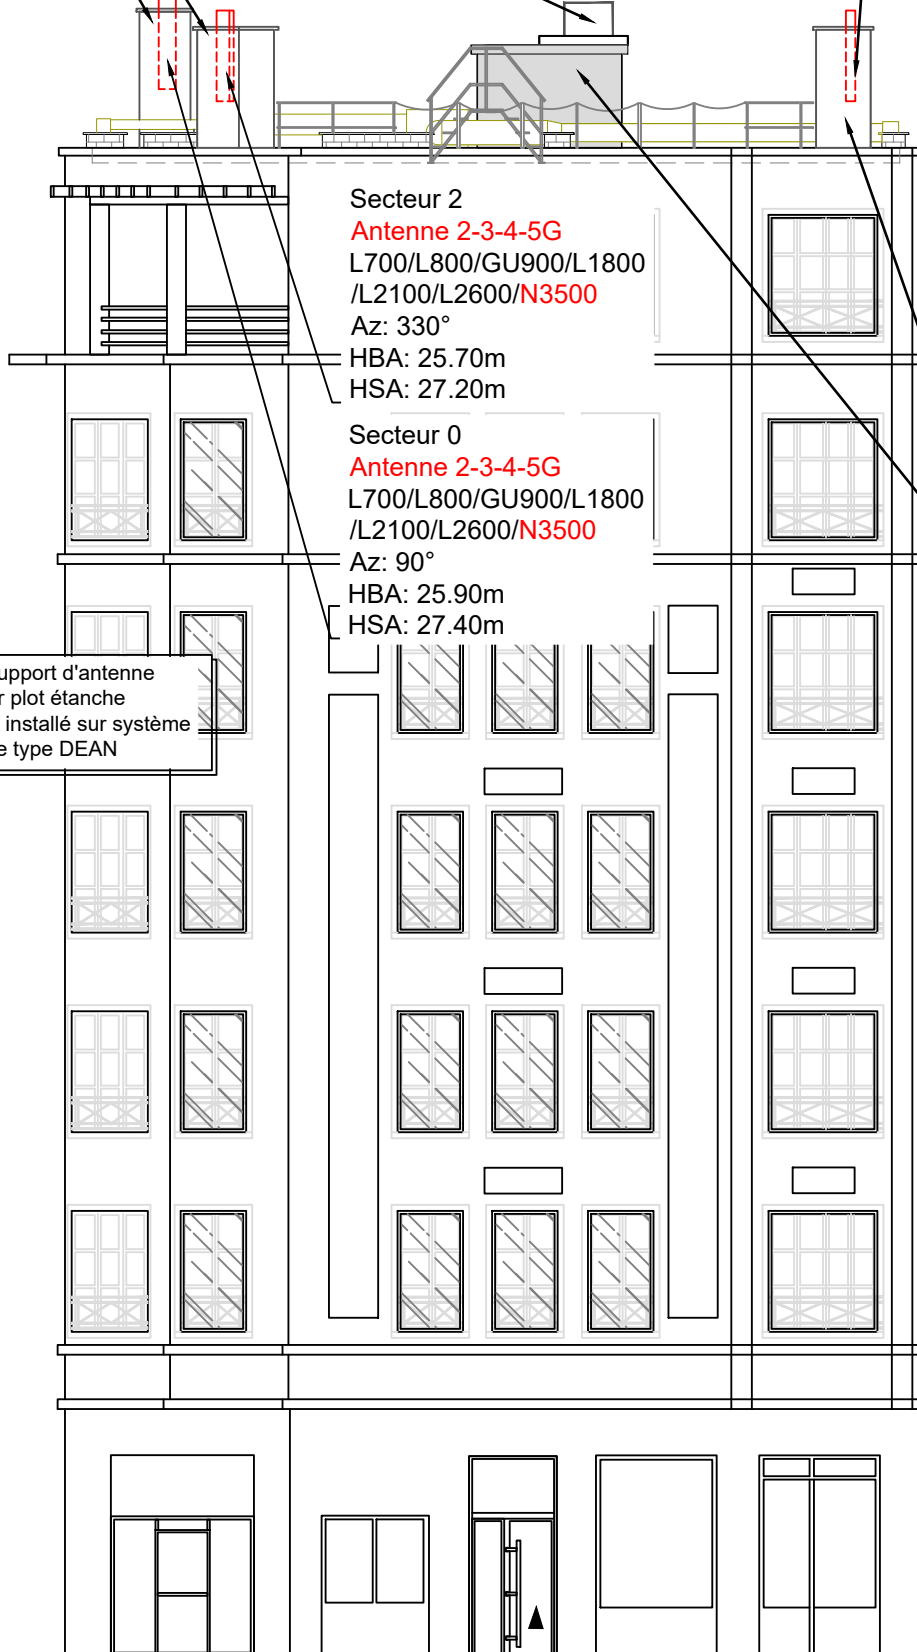 Secteur 2
Antenne 2-3-4-5G
L700/L800/GU900/L1800
/L2100/L2600/N3500
Az: 330°
HBA: 25.70m
HSA: 27.20m
Secteur 0
Antenne 2-3-4-5G
L700/L800/GU900/L1800
/L2100/L2600/N3500
Az: 90°
HBA: 25.90m
HSA: 27.40m
upport d'antenne
r plot étanche
installé sur système
e type DEAN